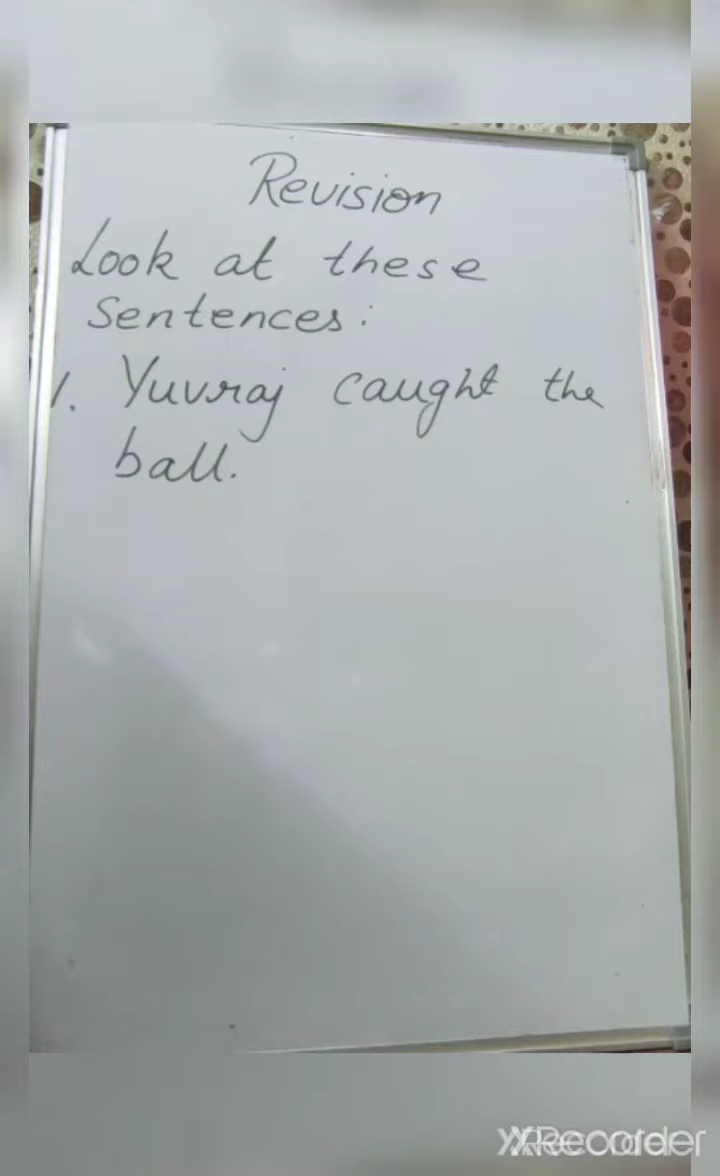 Revision
Look at these
sentences:
1. Yuvraj caught the
ball.
XRecorder